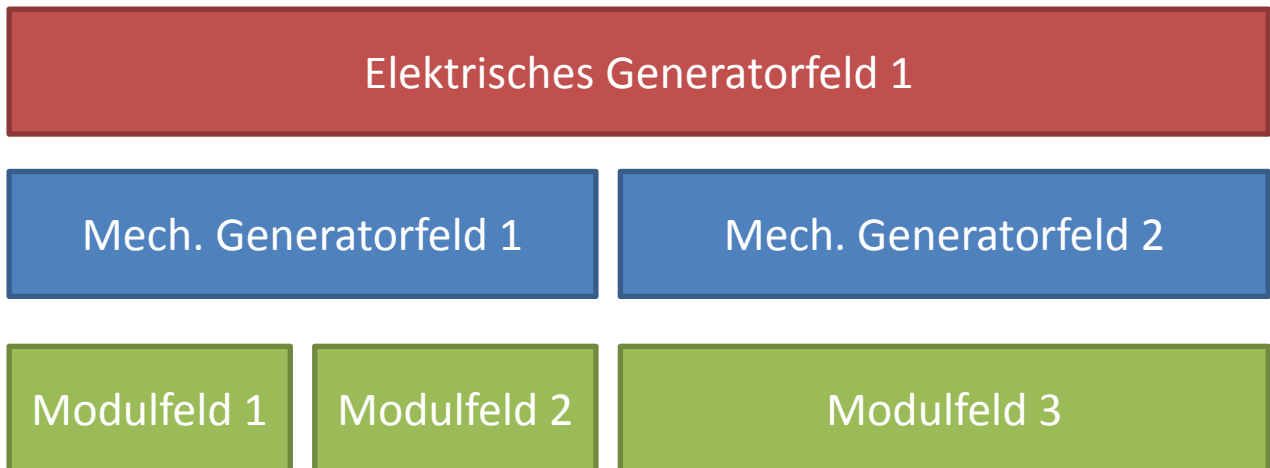 Elektrisches Generatorfeld 1
Mech. Generatorfeld 1
Mech. Generatorfeld 2
Modulfeld 1
Modulfeld 2
Modulfeld 3